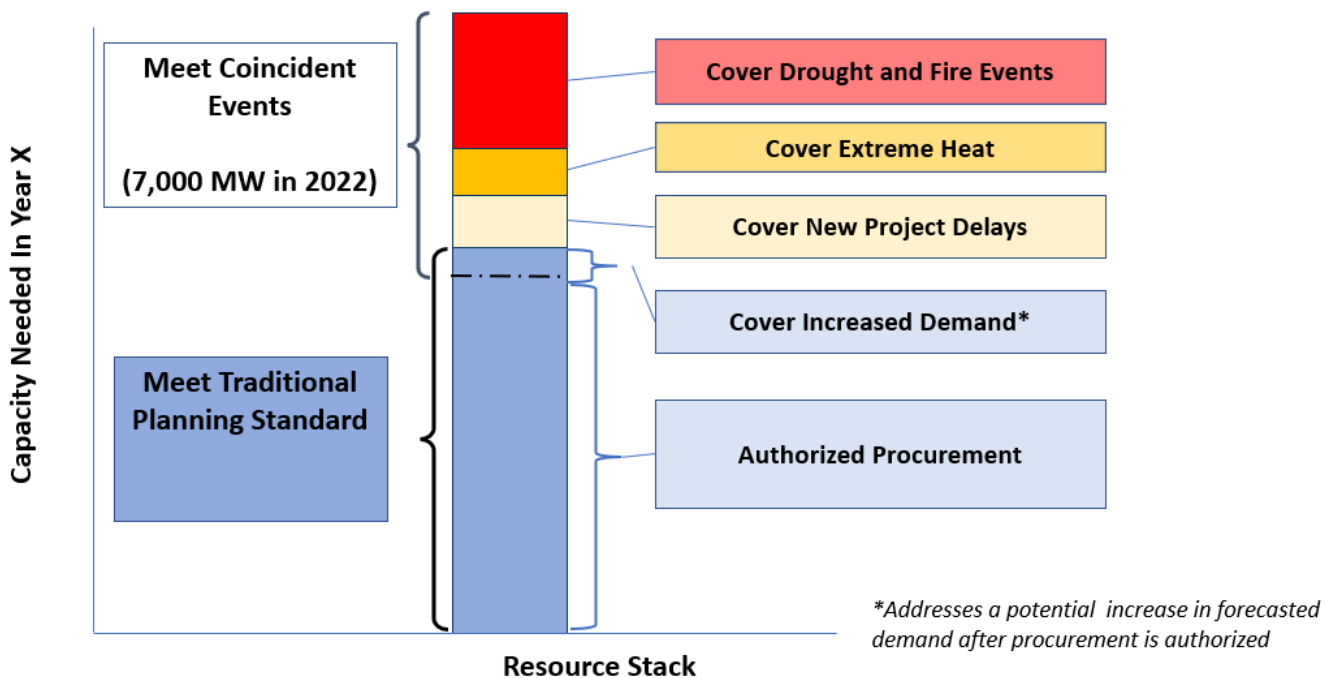 Capacity Needed In Year X
Meet Coincident
Events
(7,000 MW in 2022)
Meet Traditional
Planning Standard
Cover Drought and Fire Events
Cover Extreme Heat
Cover New Project Delays
Cover Increased Demand*
Authorized Procurement
*Addresses a potential increase in forecasted
demand after procurement is authorized
Resource Stack